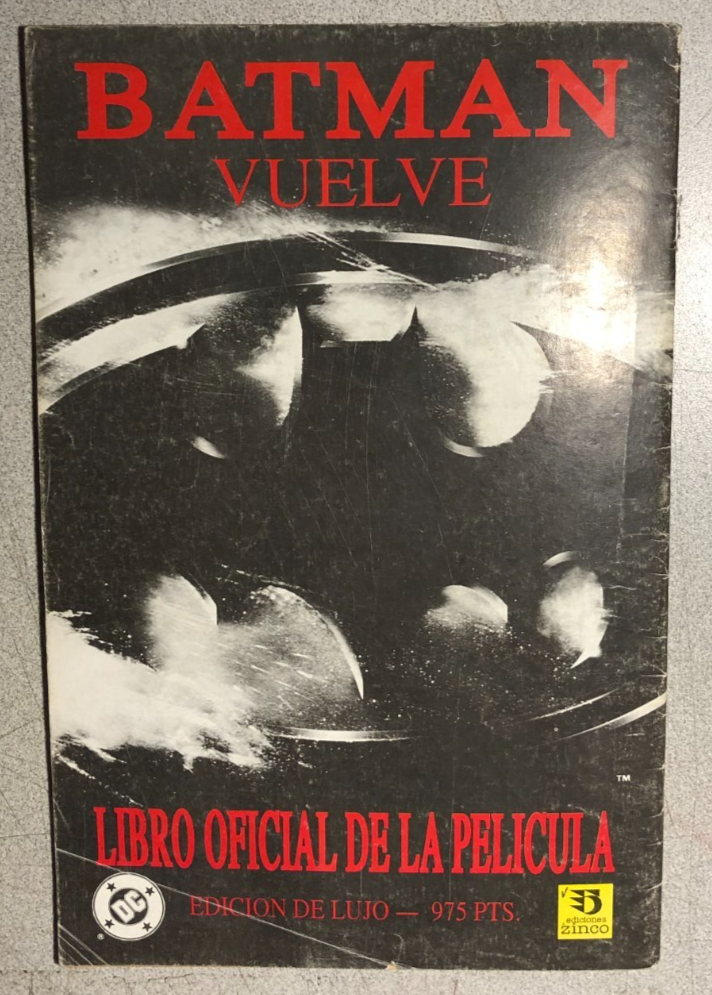 BATMAN
VUELVE
TM
LIBRO OFICIAL DE LA PELICULA
DC
®
EDICION DE LUJO — 975 PTS.
ediciones
zinco